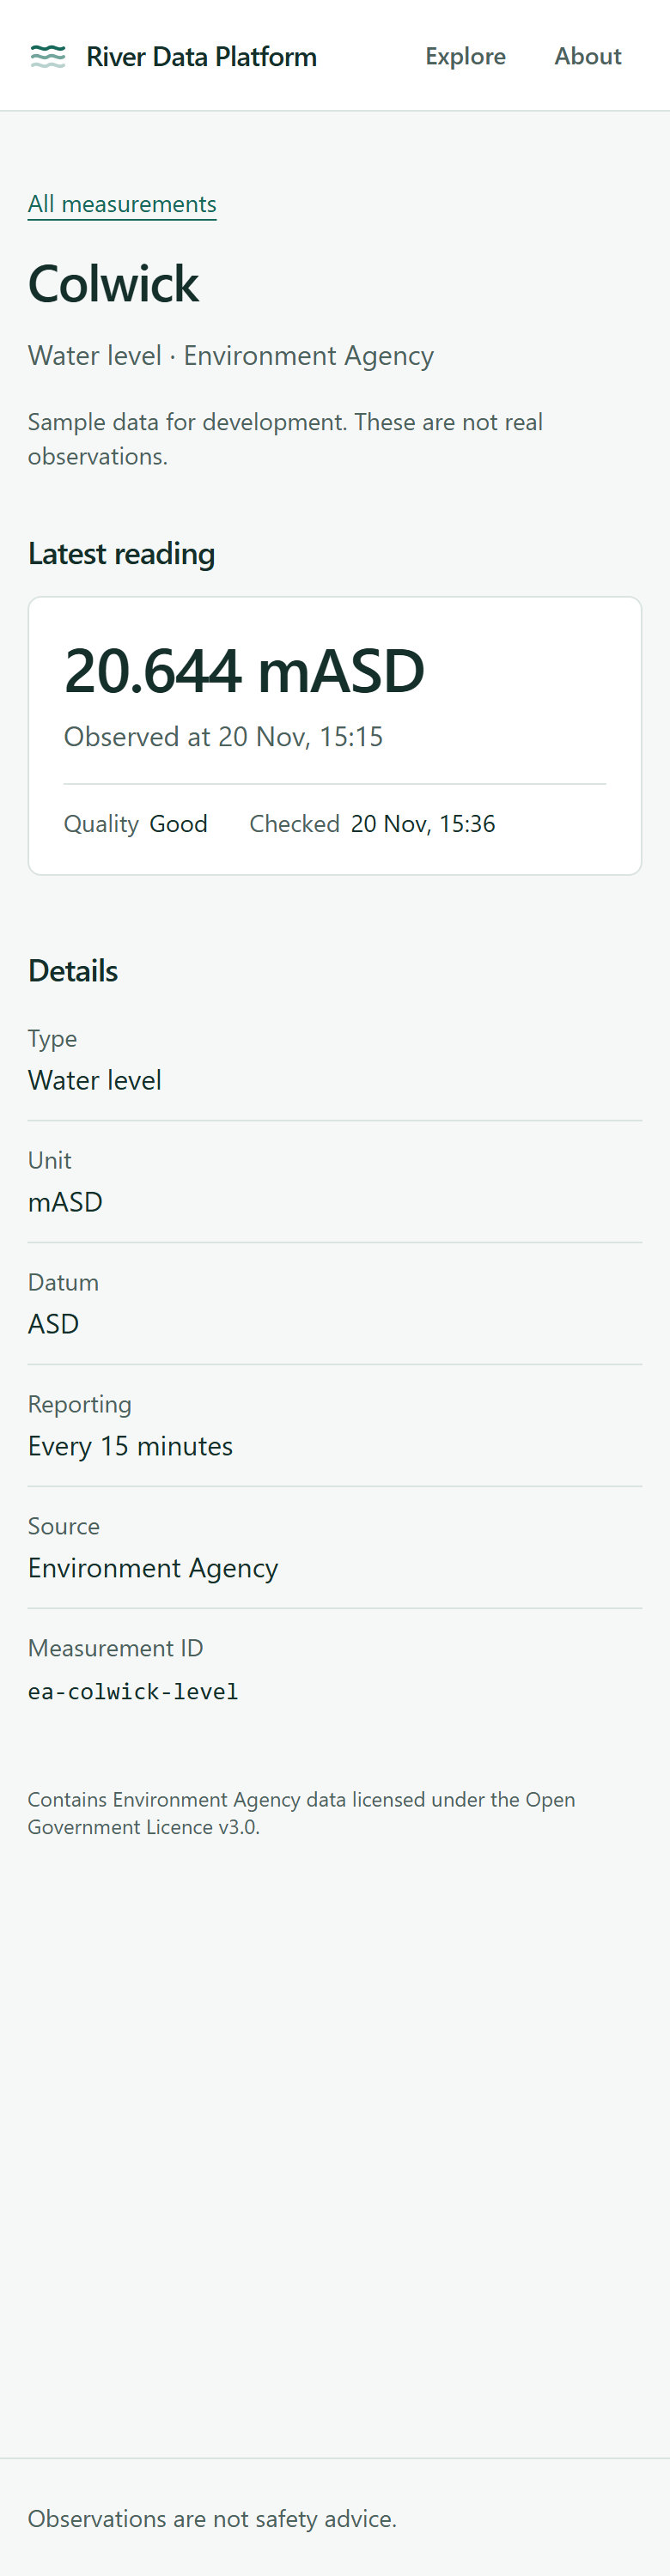 River Data Platform
Explore
About
All measurements
Colwick
Water level · Environment Agency
Sample data for development. These are not real
observations.
Latest reading
20.644 mASD
Observed at 20 Nov, 15:15
Quality Good Checked 20 Nov, 15:36
Details
Type
Water level
Unit
mASD
Datum
ASD
Reporting
Every 15 minutes
Source
Environment Agency
Measurement ID
ea-colwick-level
Contains Environment Agency data licensed under the Open
Government Licence v3.0.
Observations are not safety advice.